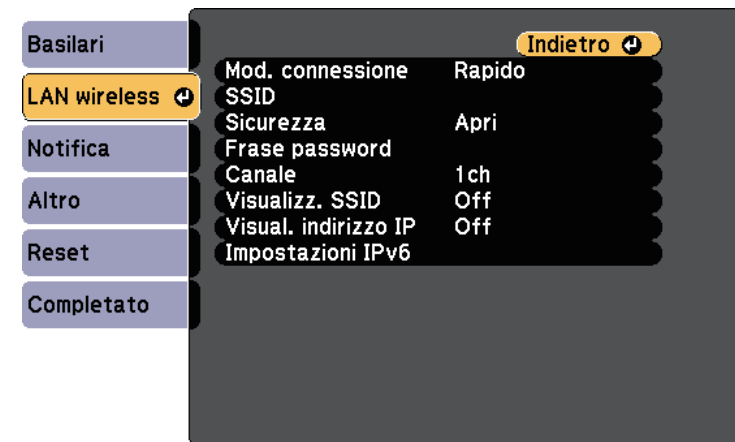 Basilari
LAN wireless
Notifica
Altro
Reset
Completato
Indietro
Mod. connessione Rapido
SSID
Sicurezza Apri
Frase password
Canale 1ch
Visualizz. SSID Off
Visual. indirizzo IP Off
Impostazioni IPv6